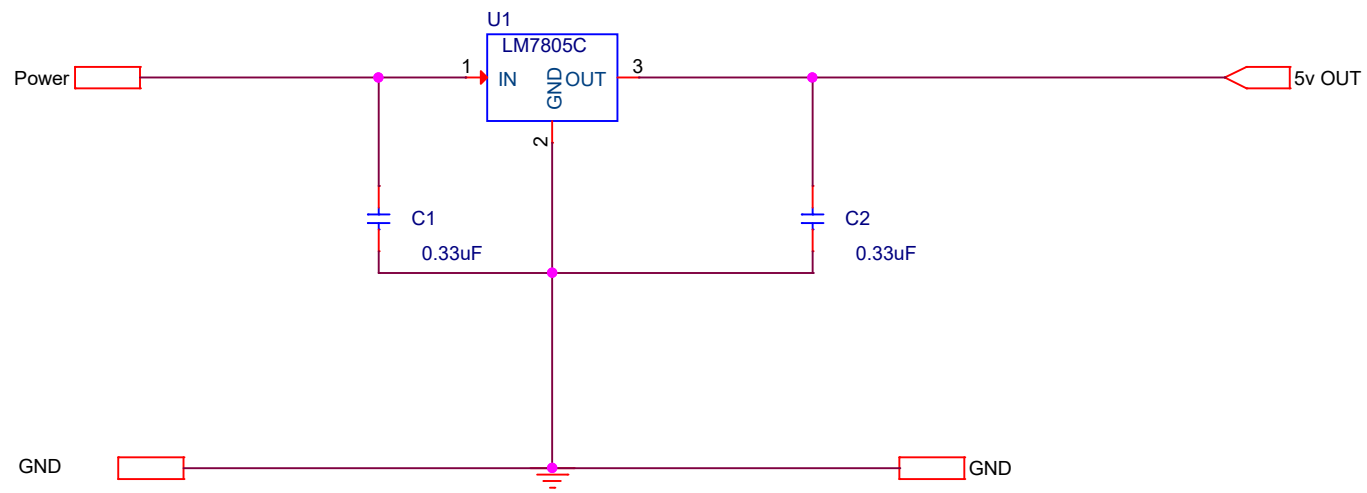 U1
LM7805C
Power
1
IN
GND
OUT
3
5v OUT
2
C1
0.33uF
C2
0.33uF
GND
GND